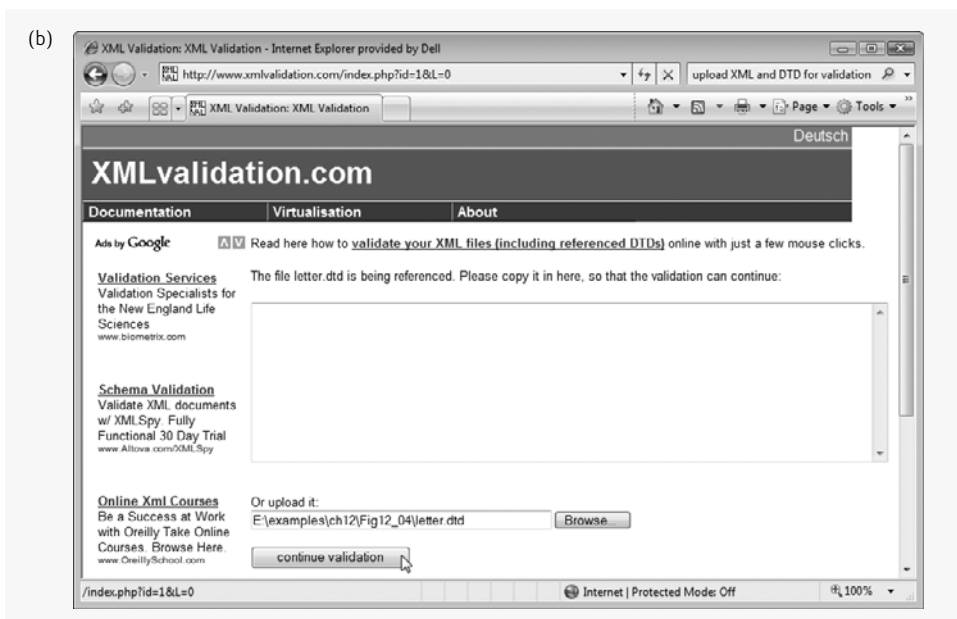 (b)
XML Validation: XML Validation - Internet Explorer provided by Dell
http://www.xmlvalidation.com/index.php?id=1&L=0
upload XML and DTD for validation
XML Validation: XML Validation
Page
Tools
Deutsch
XMLvalidation.com
Documentation Virtualisation About
Ads by Google
Read here how to validate your XML files (including referenced DTDs) online with just a few mouse clicks.
The file letter.dtd is being referenced. Please copy it in here, so that the validation can continue:
Validation Services
Validation Specialists for
the New England Life
Sciences
www.biometrix.com
Schema Validation
Validate XML documents
w/ XMLSpy. Fully
Functional 30 Day Trial
www.Altova.com/XMLSpy
Online Xml Courses
Be a Success at Work
with Oreilly Take Online
Courses. Browse Here.
www.OreillySchool.com
Or upload it:
E:\examples\ch12\Fig12_04\letter.dtd
Browse...
continue validation
/index.php?id=1&L=0
Internet | Protected Mode: Off
100%